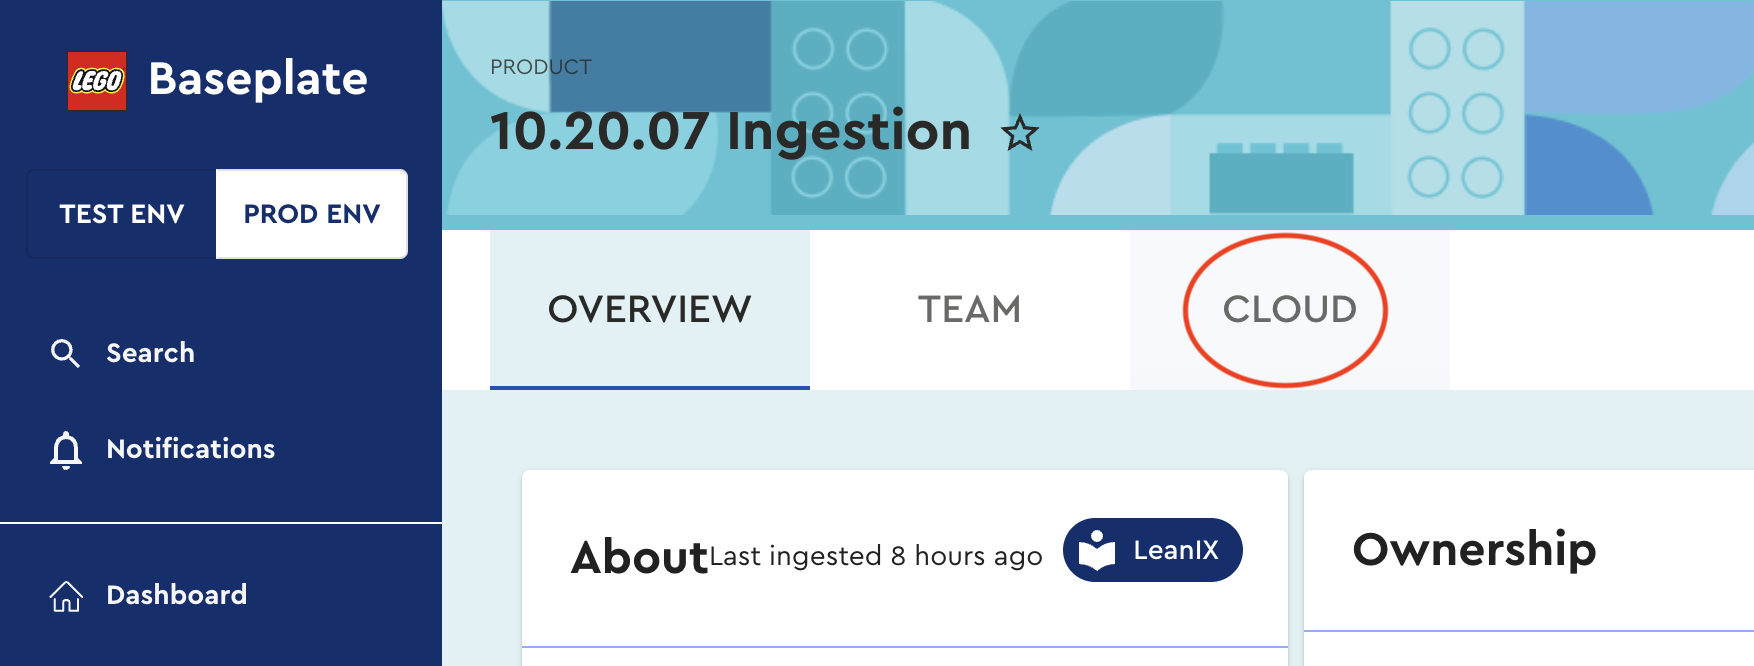 LEGO Baseplate
TEST ENV
PROD ENV
Search
Notifications
Dashboard
PRODUCT
10.20.07 Ingestion
OVERVIEW
TEAM
CLOUD
About
Last ingested 8 hours ago
LeanIX
Ownership